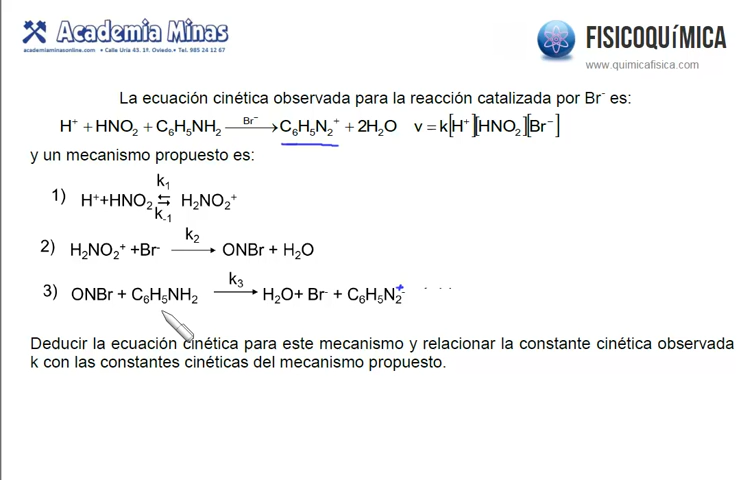 Academia Minas
academiaminasonline.com • Calle Uría 43. 1º. Oviedo• Tel. 985 24 12 67
FISICOQUíMICA
www.quimicafisica.com
La ecuación cinética observada para la reacción catalizada por Br⁻ es:
H⁺ + HNO₂ + C₆H₅NH₂ —Br⁻→ C₆H₅N₂⁺ + 2H₂O v = k[H⁺][HNO₂][Br⁻]
y un mecanismo propuesto es:
k₁
1) H⁺+HNO₂ ⇆ H₂NO₂⁺
k₋₁
k₂
2) H₂NO₂⁺ +Br⁻ → ONBr + H₂O
k₃
3) ONBr + C₆H₅NH₂ → H₂O+ Br⁻ + C₆H₅N₂⁺
Deducir la ecuación cinética para este mecanismo y relacionar la constante cinética observada
k con las constantes cinéticas del mecanismo propuesto.